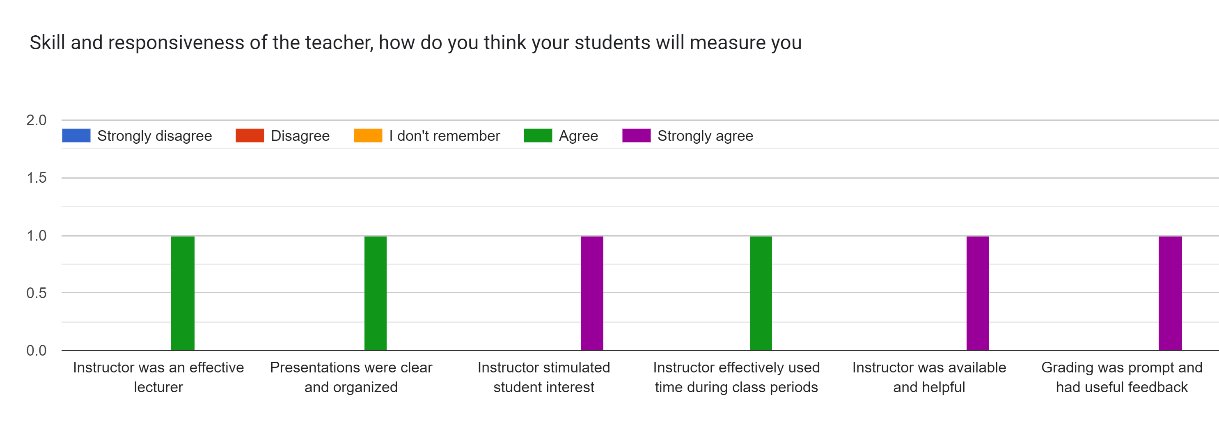 Skill and responsiveness of the teacher, how do you think your students will measure you
2.0
Strongly disagree Disagree I don't remember Agree Strongly agree
1.5
1.0
0.5
0.0
Instructor was an effective lecturer
Presentations were clear and organized
Instructor stimulated student interest
Instructor effectively used time during class periods
Instructor was available and helpful
Grading was prompt and had useful feedback